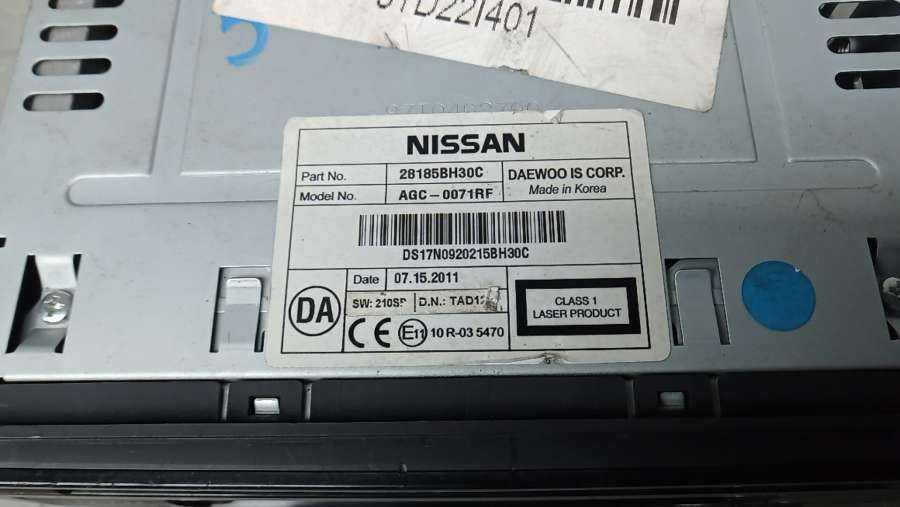 NISSAN
Part No. 28185BH30C DAEWOO IS CORP.
Model No. AGC-0071RF Made in Korea
DS17N0920215BH30C
Date 07.15.2011
DA SW: 210SP D.N.: TAD12
CE E11 10 R-03 5470
CLASS 1
LASER PRODUCT